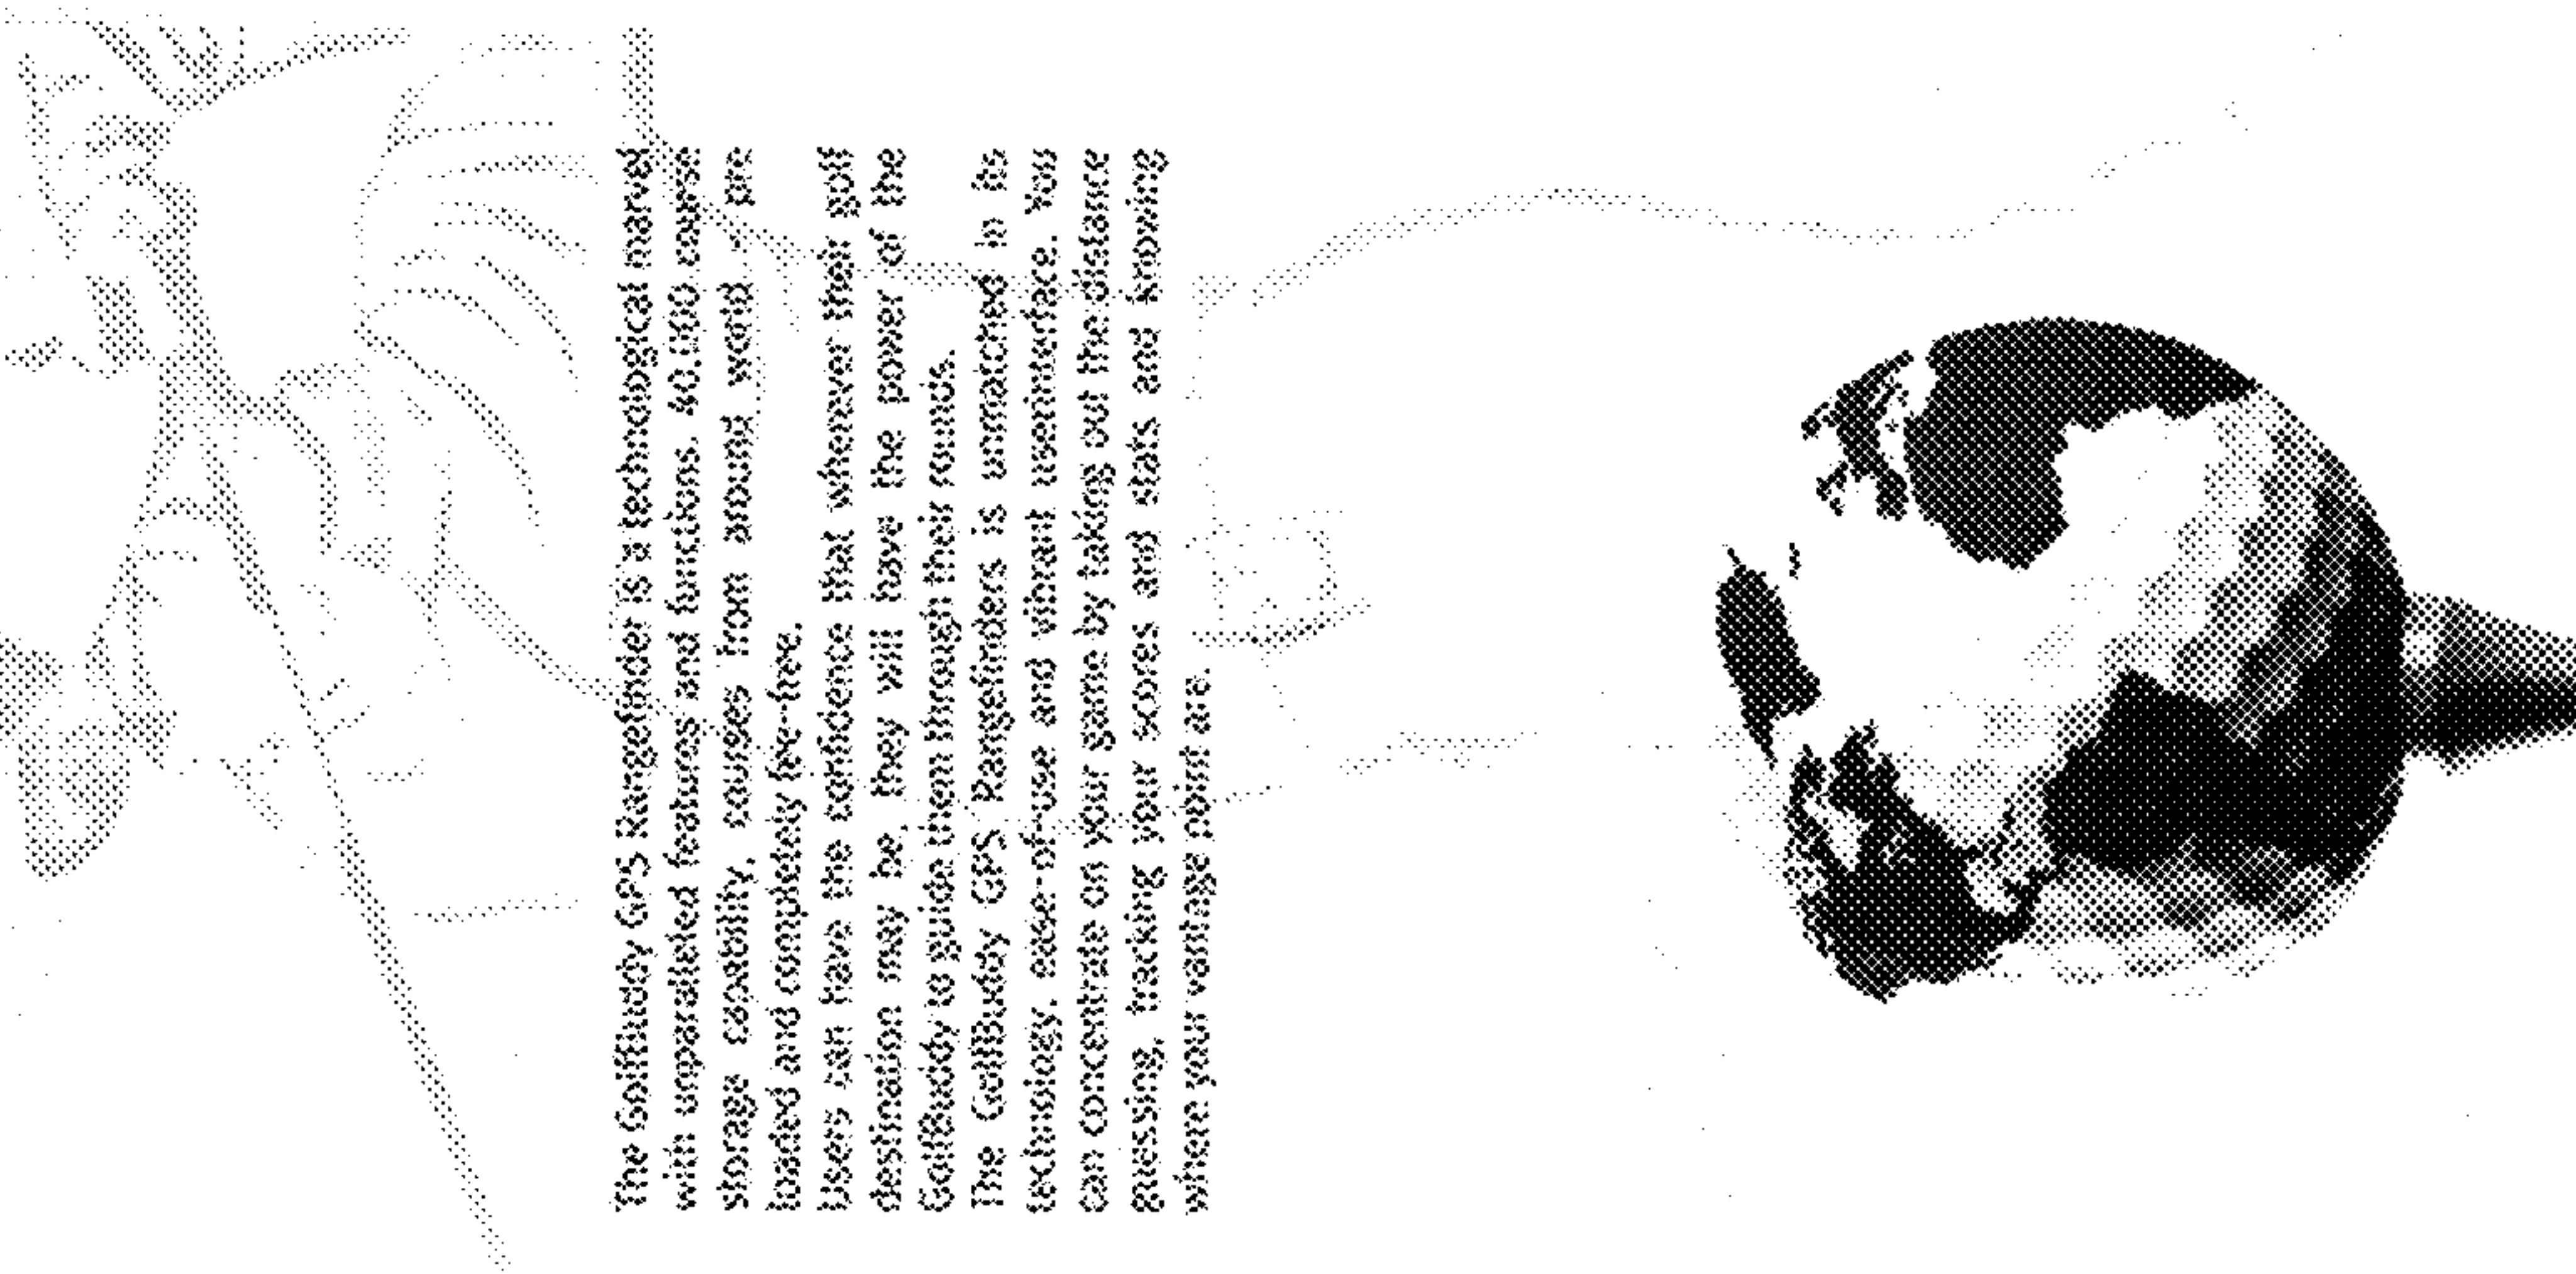 The GolfBuddy GPS Rangefinder is a technological marvel
with unparalleled features and functions. 40,000 course
storage capability, courses from around world - pre
loaded and completely fee-free.
Users can have the confidence that wherever their golf
destination may be, they will have the power of the
GolfBuddy to guide them through their rounds.
The GolfBuddy GPS Rangefinders is unmatched in its
technology, ease-of-use and vibrant userinterface. You
can concentrate on your game by taking out the distance
guessing, tracking your scores and stats and knowing
where your vantage point are.